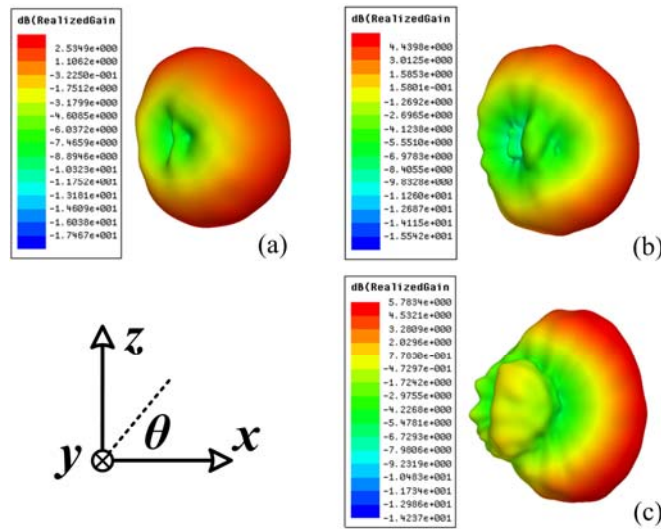 dB(RealizedGain
2.5349e+000
1.1062e+000
-3.2250e-001
-1.7512e+000
-3.1799e+000
-4.6085e+000
-6.0372e+000
-7.4659e+000
-8.8946e+000
-1.0323e+001
-1.1752e+001
-1.3181e+001
-1.4609e+001
-1.6038e+001
-1.7467e+001
(a)
dB(RealizedGain
4.4398e+000
3.0125e+000
1.5853e+000
1.5801e-001
-1.2692e+000
-2.6965e+000
-4.1238e+000
-5.5510e+000
-6.9783e+000
-8.4055e+000
-9.8328e+000
-1.1260e+001
-1.2687e+001
-1.4115e+001
-1.5542e+001
(b)
z
θ
y
x
dB(RealizedGain
5.7834e+000
4.5321e+000
3.2809e+000
2.0296e+000
7.7830e-001
-4.7297e-001
-1.7242e+000
-2.9755e+000
-4.2268e+000
-5.4781e+000
-6.7293e+000
-7.9806e+000
-9.2319e+000
-1.0483e+001
-1.1734e+001
-1.2986e+001
-1.4237e+001
(c)